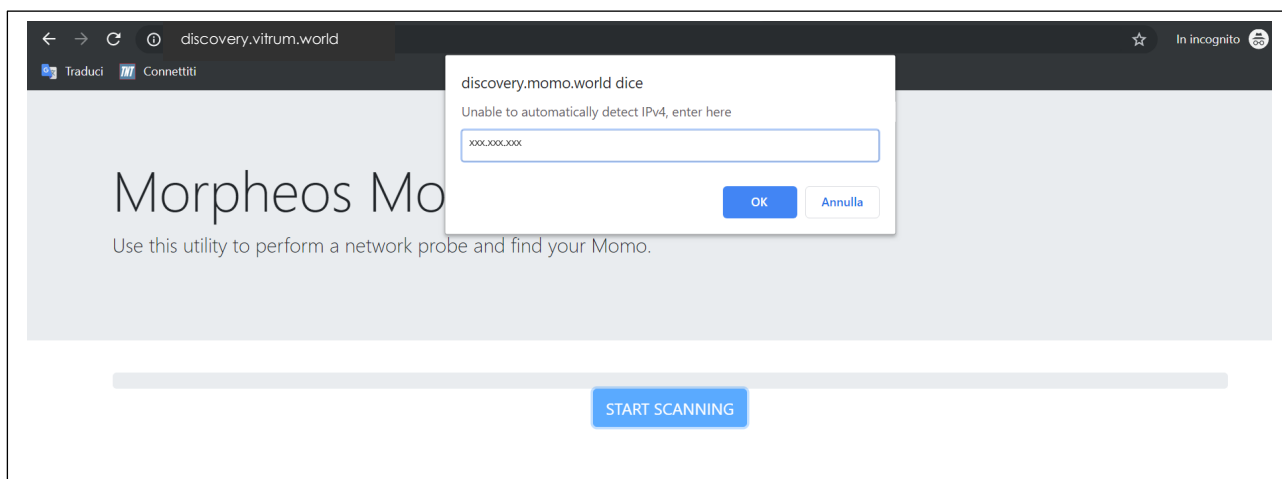 discovery.vitrum.world
In incognito
Traduci TNT Connettiti
discovery.momo.world dice
Unable to automatically detect IPv4, enter here
xxx.xxx.xxx
OK Annulla
Morpheos Mo
Use this utility to perform a network probe and find your Momo.
START SCANNING